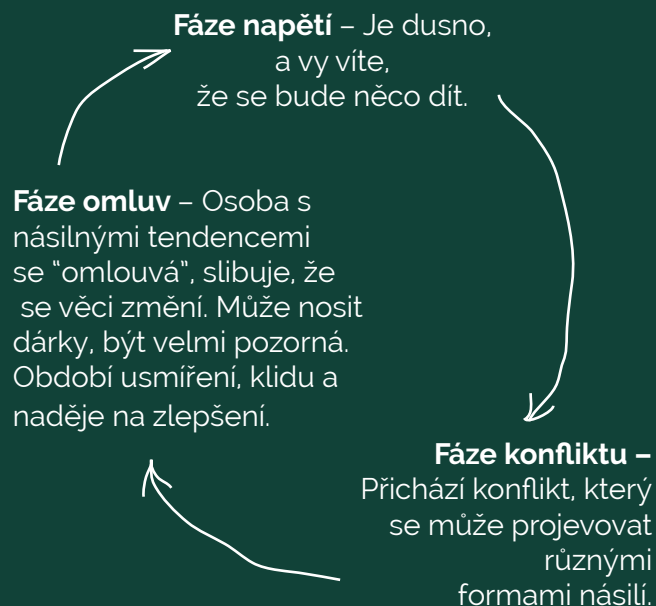 Fáze napětí – Je dusno,
a vy víte,
že se bude něco dít.
Fáze omluv – Osoba s
násilnými tendencemi
se "omlouvá", slibuje, že
se věci změní. Může nosit
dárky, být velmi pozorná.
Období usmíření, klidu a
naděje na zlepšení.
Fáze konfliktu –
Přichází konflikt, který
se může projevovat
různými
formami násilí.